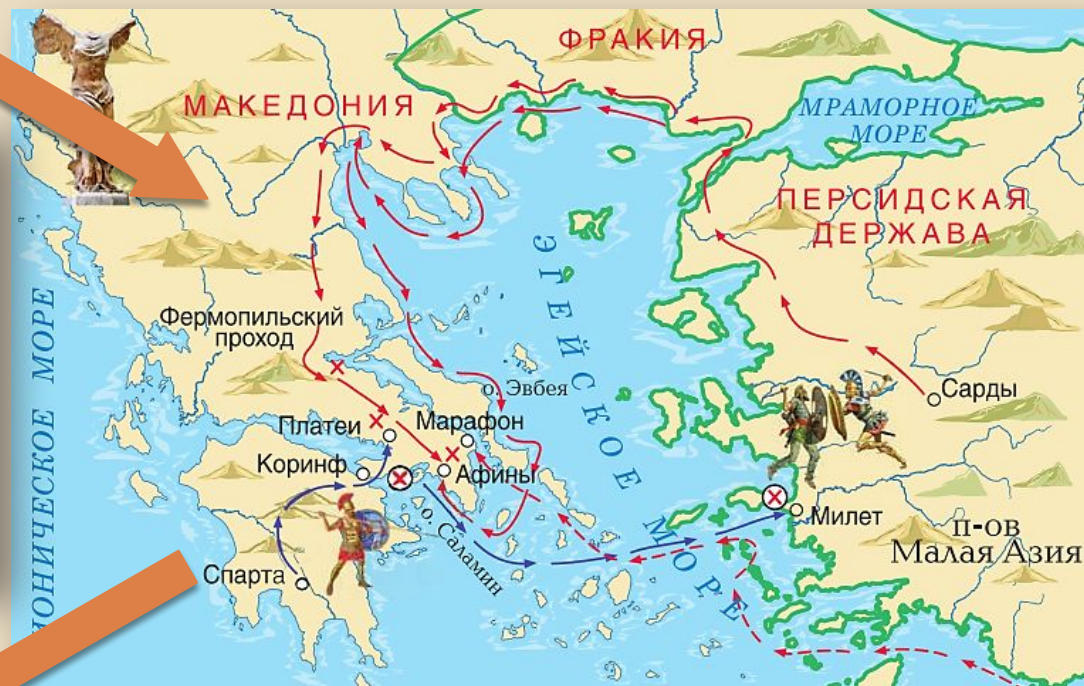 ФРАКИЯ
МАКЕДОНИЯ
МРАМОРНОЕ
МОРЕ
ПЕРСИДСКАЯ
ДЕРЖАВА
ЭГЕЙСКОЕ МОРЕ
ИОНИЧЕСКОЕ МОРЕ
Фермопильский
проход
о. Эвбея
Сарды
Платеи
Марафон
Коринф
Афины
о. Саламин
Милет
п-ов
Малая Азия
Спарта